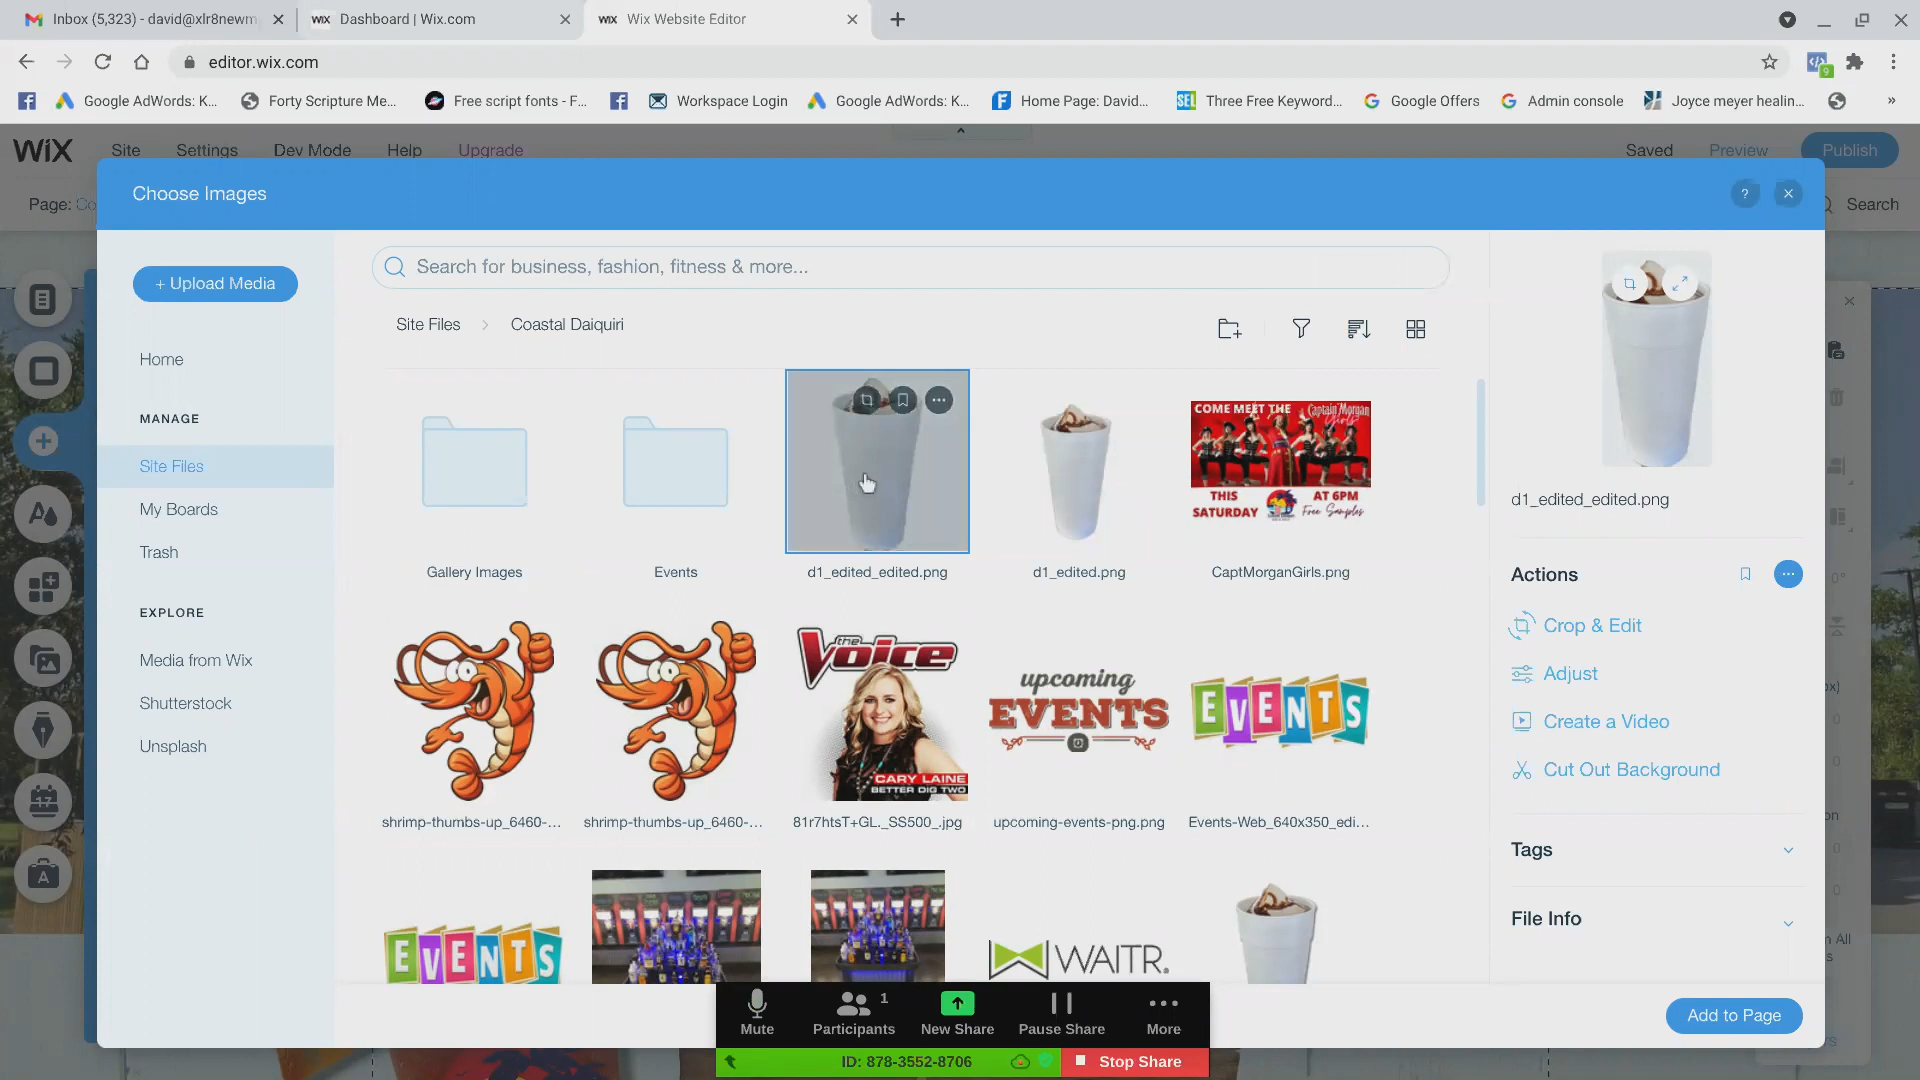 Inbox (5,323) - david@xlr8newm
Dashboard | Wix.com
Wix Website Editor
editor.wix.com
Google AdWords: K...
Forty Scripture Me...
Free script fonts - F...
Workspace Login
Google AdWords: K...
Home Page: David...
Three Free Keyword...
Google Offers
Admin console
Joyce meyer healin...
WiX
Site
Settings
Dev Mode
Help
Upgrade
Saved
Preview
Publish
Page: Co
Search
Choose Images
+ Upload Media
Search for business, fashion, fitness & more...
Site Files > Coastal Daiquiri
Home
MANAGE
Site Files
My Boards
Trash
EXPLORE
Media from Wix
Shutterstock
Unsplash
COME MEET THE Captain Morgan Girls
THIS SATURDAY
AT 6PM
Free Samples
Gallery Images
Events
d1_edited_edited.png
d1_edited.png
CaptMorganGirls.png
the Voice
CARY LAINE
BETTER DIG TWO
upcoming
EVENTS
EVENTS
shrimp-thumbs-up_6460-...
shrimp-thumbs-up_6460-...
81r7htsT+GL._SS500_.jpg
upcoming-events-png.png
Events-Web_640x350_edi...
EVENTS
WAITR.
d1_edited_edited.png
Actions
Crop & Edit
Adjust
Create a Video
Cut Out Background
Tags
File Info
Add to Page
Mute
Participants
1
New Share
Pause Share
More
ID: 878-3552-8706
Stop Share